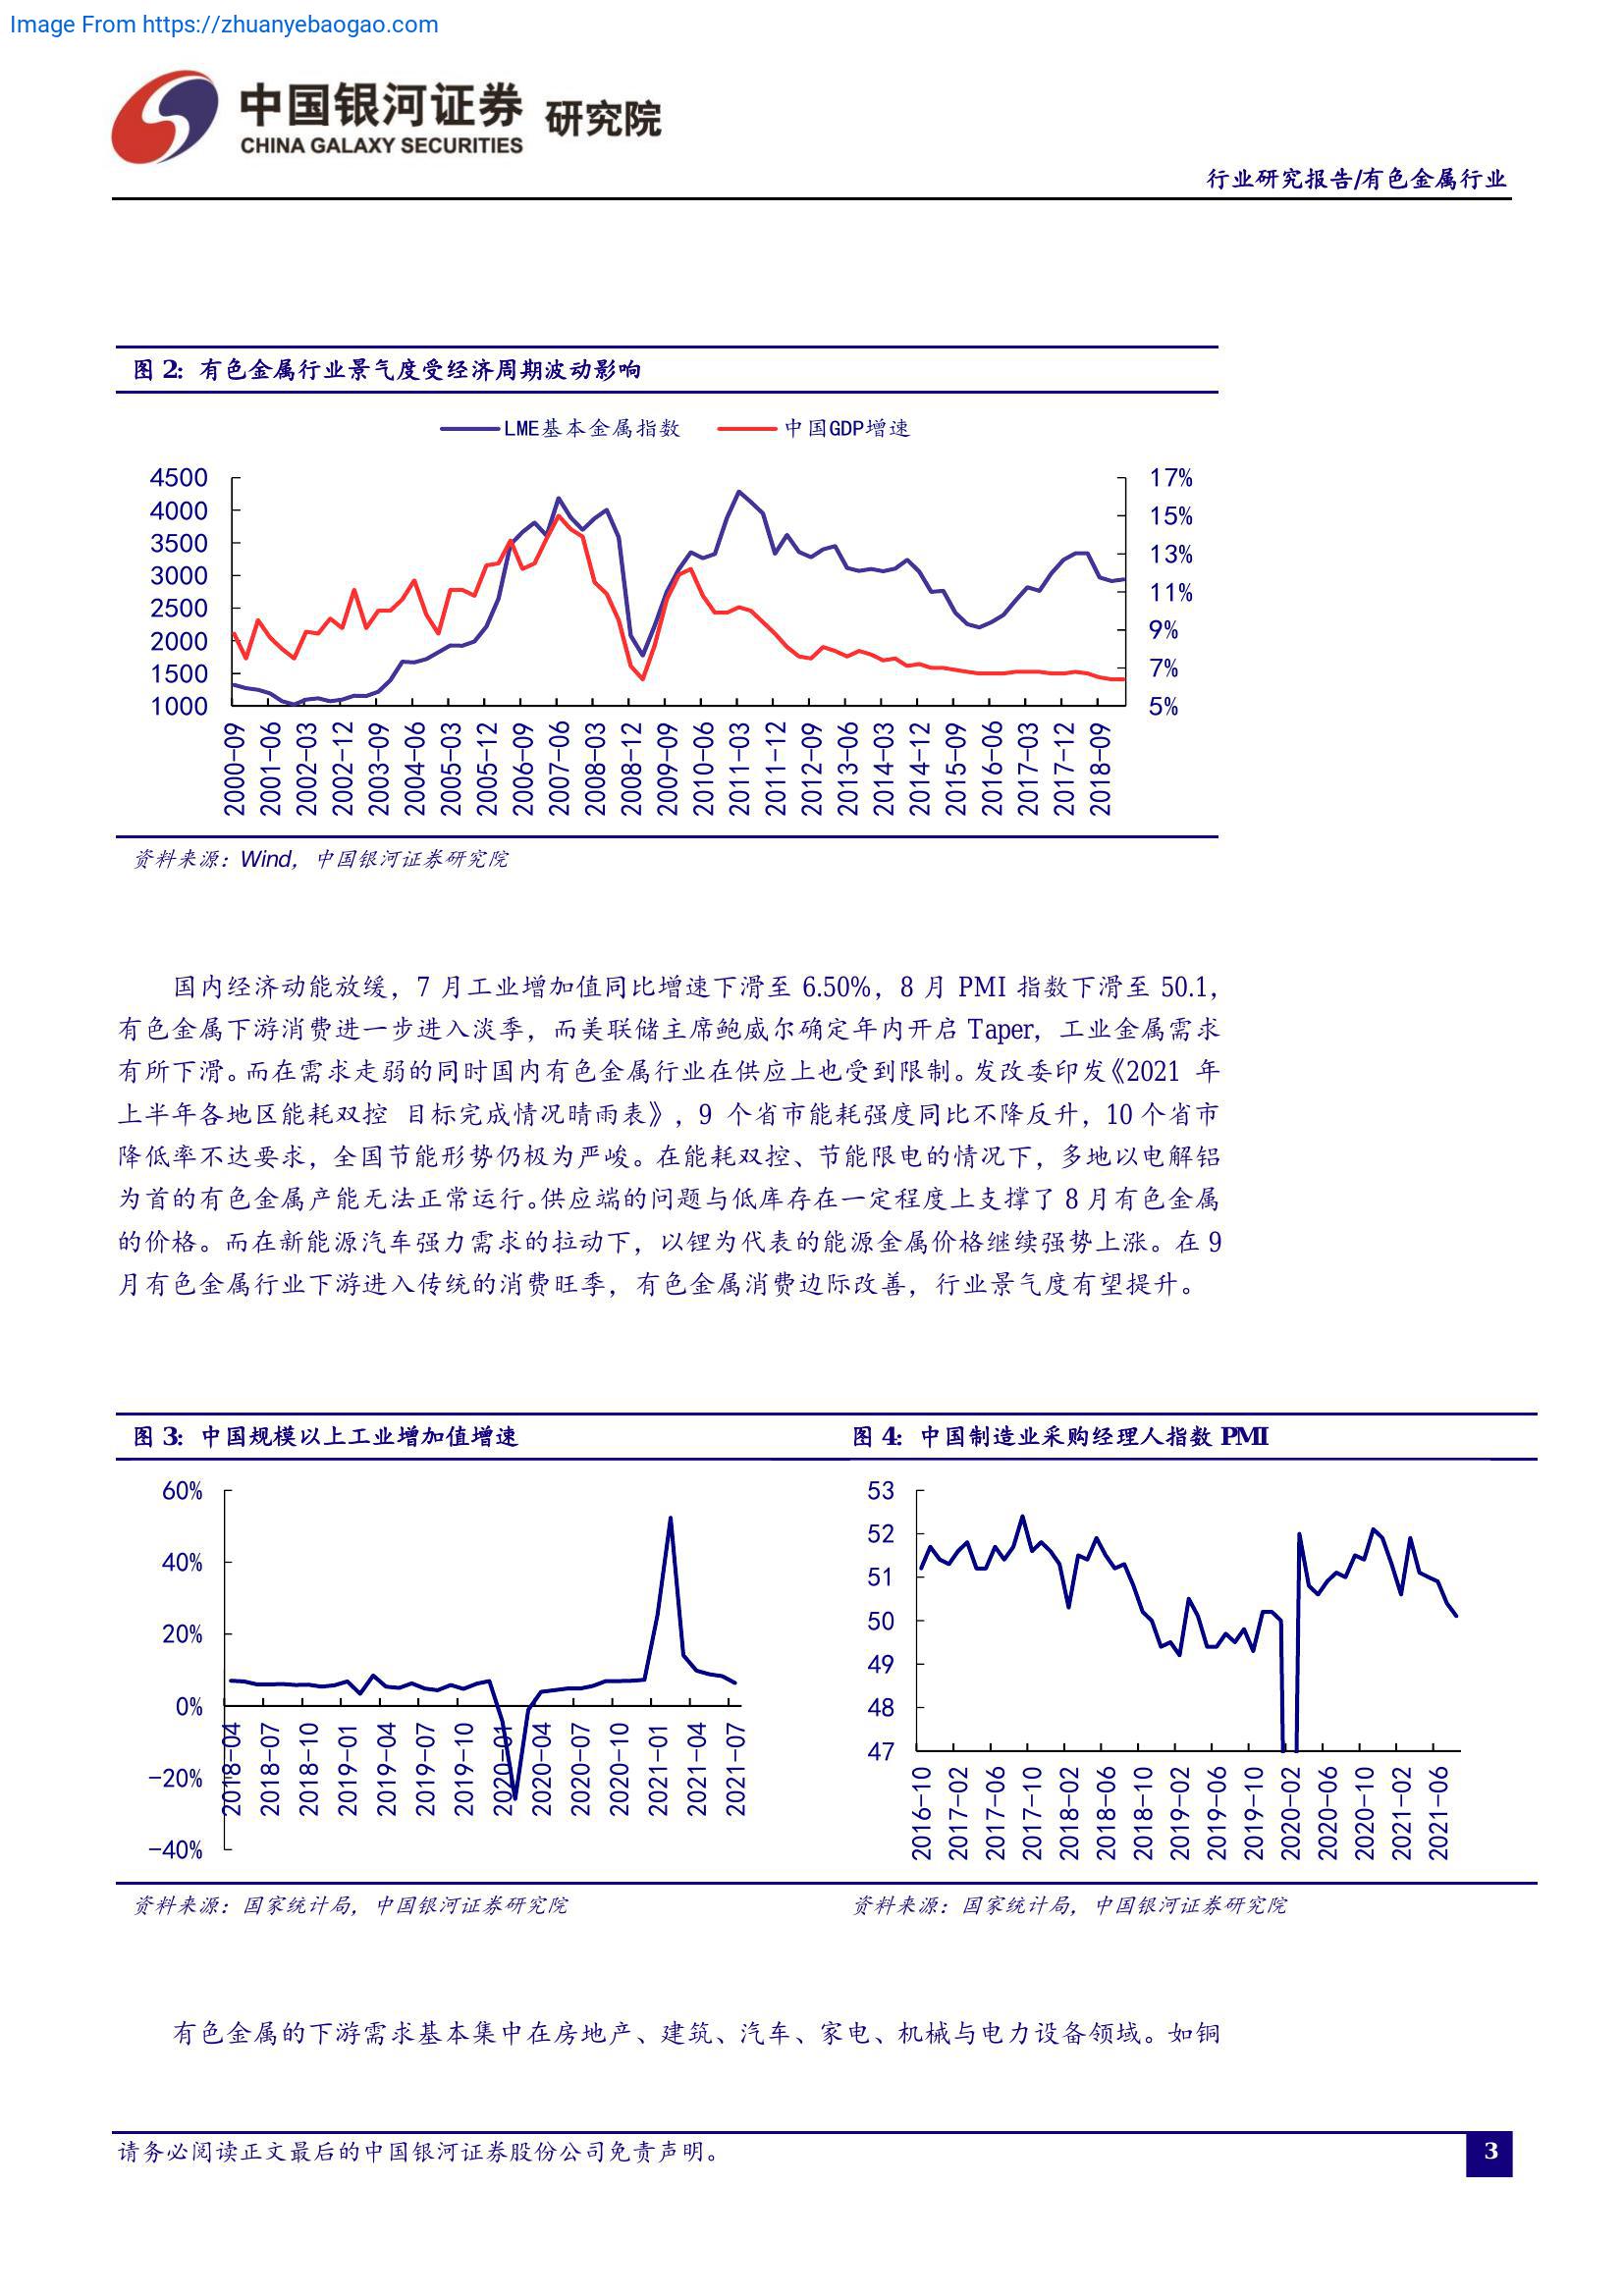 Image From https://zhuanyebaogao.com
中国银河证券 研究院
CHINA GALAXY SECURITIES
行业研究报告/有色金属行业
图 2: 有色金属行业景气度受经济周期波动影响
LME基本金属指数 中国GDP增速
4500 17%
4000 15%
3500 13%
3000 11%
2500 9%
2000 7%
1500 5%
1000
2000-09 2001-06 2002-03 2002-12 2003-09 2004-06 2005-03 2005-12 2006-09 2007-06 2008-03 2008-12 2009-09 2010-06 2011-03 2011-12 2012-09 2013-06 2014-03 2014-12 2015-09 2016-06 2017-03 2017-12 2018-09
资料来源：Wind，中国银河证券研究院
国内经济动能放缓，7 月工业增加值同比增速下滑至 6.50%，8 月 PMI 指数下滑至 50.1，
有色金属下游消费进一步进入淡季，而美联储主席鲍威尔确定年内开启 Taper，工业金属需求
有所下滑。而在需求走弱的同时国内有色金属行业在供应上也受到限制。发改委印发《2021 年
上半年各地区能耗双控 目标完成情况晴雨表》，9 个省市能耗强度同比不降反升，10 个省市
降低率不达要求，全国节能形势仍极为严峻。在能耗双控、节能限电的情况下，多地以电解铝
为首的有色金属产能无法正常运行。供应端的问题与低库存在一定程度上支撑了 8 月有色金属
的价格。而在新能源汽车强力需求的拉动下，以锂为代表的能源金属价格继续强势上涨。在 9
月有色金属行业下游进入传统的消费旺季，有色金属消费边际改善，行业景气度有望提升。
图 3: 中国规模以上工业增加值增速
60%
40%
20%
0%
-20%
-40%
2018-04 2018-07 2018-10 2019-01 2019-04 2019-07 2019-10 2020-01 2020-04 2020-07 2020-10 2021-01 2021-04 2021-07
资料来源：国家统计局，中国银河证券研究院
图 4: 中国制造业采购经理人指数 PMI
53
52
51
50
49
48
47
2016-10 2017-02 2017-06 2017-10 2018-02 2018-06 2018-10 2019-02 2019-06 2019-10 2020-02 2020-06 2020-10 2021-02 2021-06
资料来源：国家统计局，中国银河证券研究院
有色金属的下游需求基本集中在房地产、建筑、汽车、家电、机械与电力设备领域。如铜
请务必阅读正文最后的中国银河证券股份公司免责声明。
3